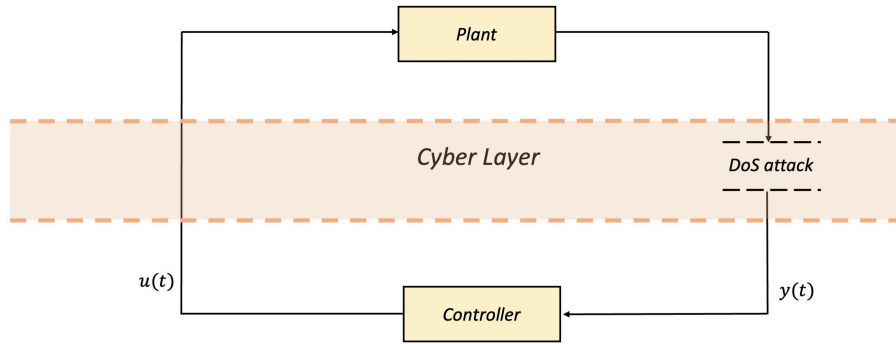 Plant
Cyber Layer
DoS attack
u(t)
y(t)
Controller